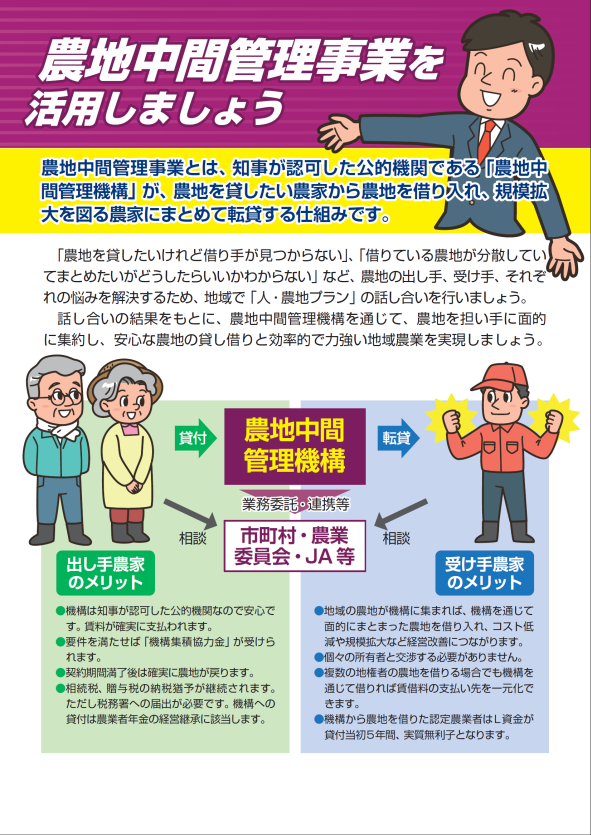 農地中間管理事業を
活用しましょう
農地中間管理事業とは、知事が認可した公的機関である「農地中
間管理機構」が、農地を貸したい農家から農地を借り入れ、規模拡
大を図る農家にまとめて転貸する仕組みです。
「農地を貸したいけれど借り手が見つからない」、「借りている農地が分散してい
てまとめたいがどうしたらいいかわからない」など、農地の出し手、受け手、それぞ
れの悩みを解決するため、地域で「人・農地プラン」の話し合いを行いましょう。
話し合いの結果をもとに、農地中間管理機構を通じて、農地を担い手に面的
に集約し、安心な農地の貸し借りと効率的で力強い地域農業を実現しましょう。
貸付
農地中間
管理機構
転貸
業務委託・連携等
相談
市町村・農業
委員会・JA等
相談
出し手農家
のメリット
●機構は知事が認可した公的機関なので安心で
す。賃料が確実に支払われます。
●要件を満たせば「機構集積協力金」が受けら
れます。
●契約期間満了後は確実に農地が戻ります。
●相続税、贈与税の納税猶予が継続されます。
ただし税務署への届出が必要です。機構への
貸付は農業者年金の経営継承に該当します。
受け手農家
のメリット
●地域の農地が機構に集まれば、機構を通じて
面的にまとまった農地を借り入れ、コスト低
減や規模拡大など経営改善につながります。
●個々の所有者と交渉する必要がありません。
●複数の地権者の農地を借りる場合でも機構を
通じて借りれば賃借料の支払い先を一元化で
きます。
●機構から農地を借りた認定農業者はL資金が
貸付当初5年間、実質無利子となります。